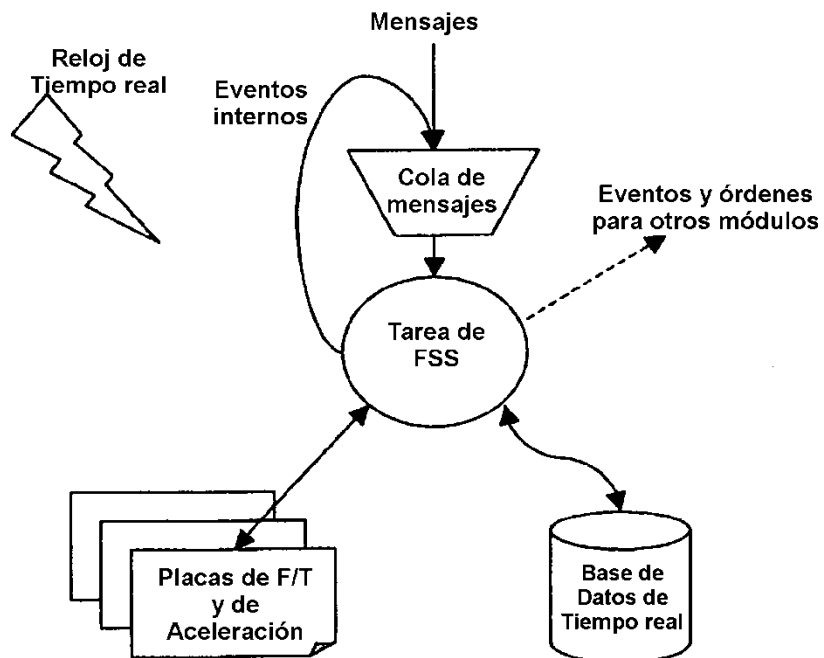 Mensajes
Reloj de
Tiempo real
Eventos
internos
Cola de
mensajes
Eventos y órdenes
para otros módulos
Tarea de
FSS
Placas de F/T
y de
Aceleración
Base de
Datos de
Tiempo real